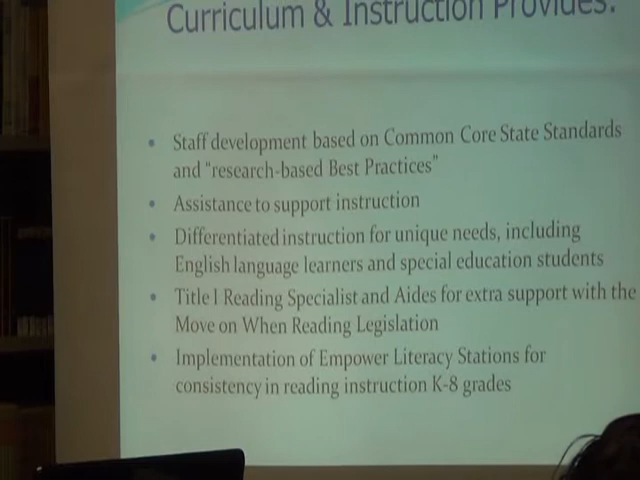 Curriculum & Instruction Provides:
• Staff development based on Common Core State Standards
and "research-based Best Practices"
• Assistance to support instruction
• Differentiated instruction for unique needs, including
English language learners and special education students
• Title I Reading Specialist and Aides for extra support with the
Move on When Reading Legislation
• Implementation of Empower Literacy Stations for
consistency in reading instruction K-8 grades